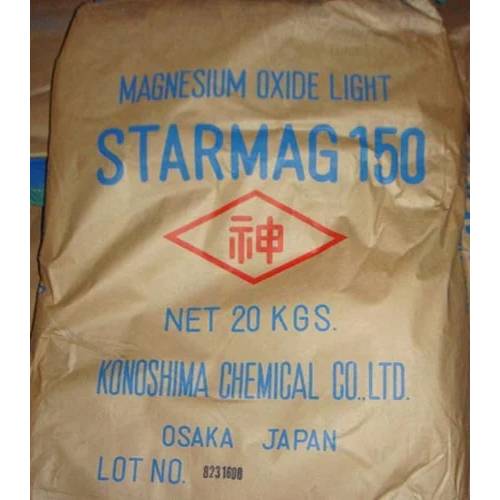 MAGNESIUM OXIDE LIGHT
STARMAG 150
神
NET 20 KGS.
KONOSHIMA CHEMICAL CO.,LTD.
OSAKA JAPAN
LOT NO. 8231608